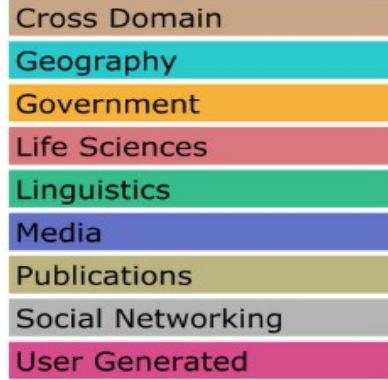 Cross Domain
Geography
Government
Life Sciences
Linguistics
Media
Publications
Social Networking
User Generated